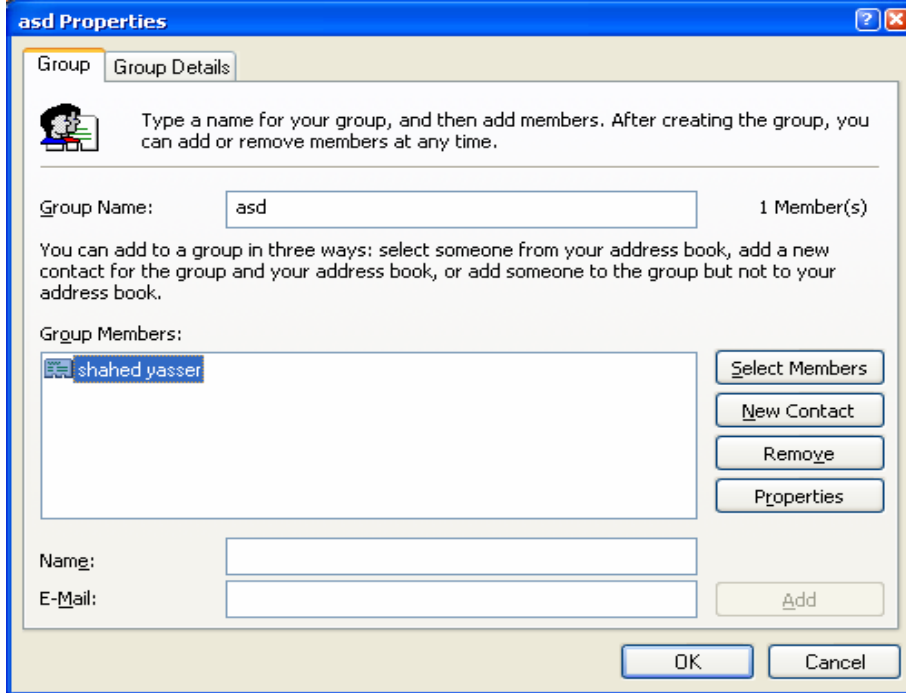 asd Properties
Group
Group Details
Type a name for your group, and then add members. After creating the group, you
can add or remove members at any time.
Group Name:
asd
1 Member(s)
You can add to a group in three ways: select someone from your address book, add a new
contact for the group and your address book, or add someone to the group but not to your
address book.
Group Members:
shahed yasser
Select Members
New Contact
Remove
Properties
Name:
E-Mail:
Add
OK
Cancel